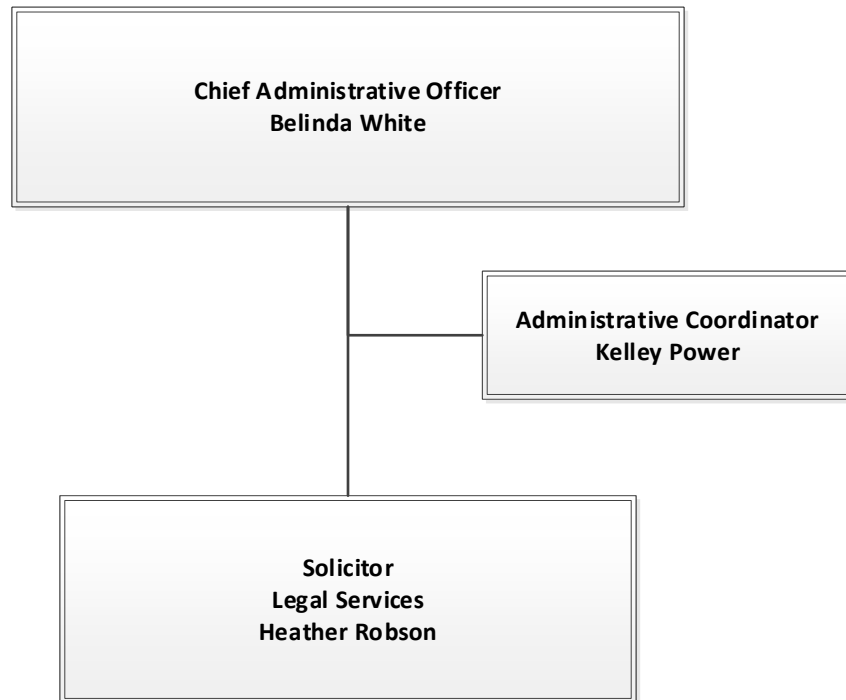 Chief Administrative Officer
Belinda White
Administrative Coordinator
Kelley Power
Solicitor
Legal Services
Heather Robson